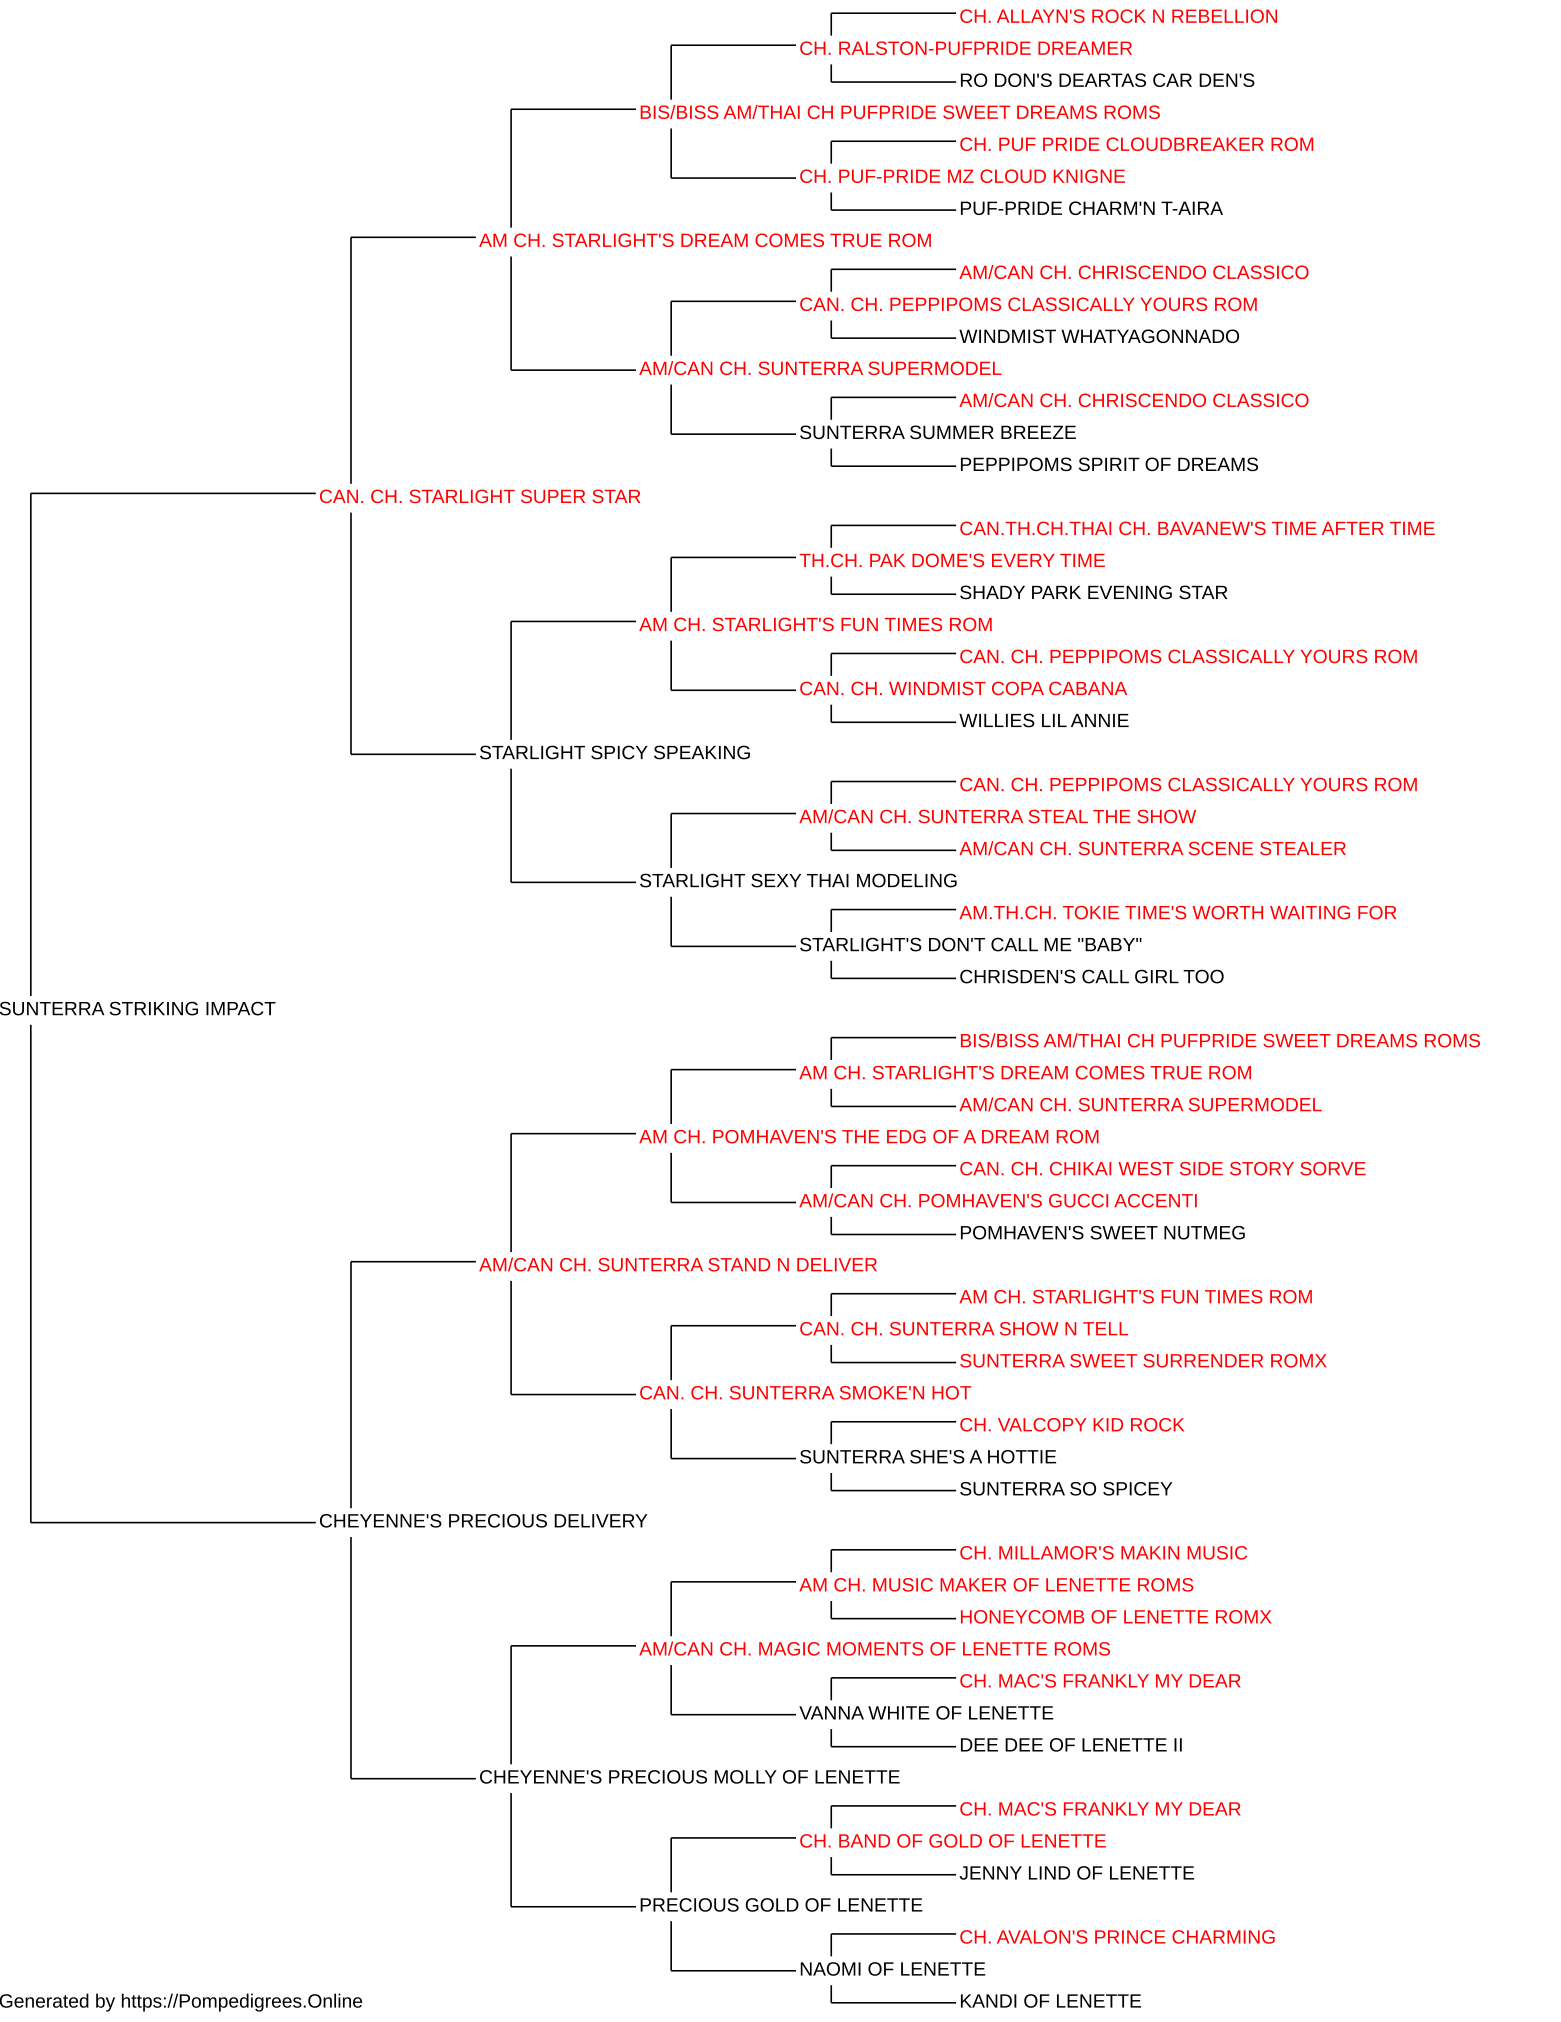 CH. ALLAYN'S ROCK N REBELLION
CH. RALSTON-PUFPRIDE DREAMER
RO DON'S DEARTAS CAR DEN'S
BIS/BISS AM/THAI CH PUFPRIDE SWEET DREAMS ROMS
CH. PUF PRIDE CLOUDBREAKER ROM
CH. PUF-PRIDE MZ CLOUD KNIGNE
PUF-PRIDE CHARM'N T-AIRA
AM CH. STARLIGHT'S DREAM COMES TRUE ROM
AM/CAN CH. CHRISCENDO CLASSICO
CAN. CH. PEPPIPOMS CLASSICALLY YOURS ROM
WINDMIST WHATYAGONNADO
AM/CAN CH. SUNTERRA SUPERMODEL
AM/CAN CH. CHRISCENDO CLASSICO
SUNTERRA SUMMER BREEZE
PEPPIPOMS SPIRIT OF DREAMS
CAN. CH. STARLIGHT SUPER STAR
CAN.TH.CH.THAI CH. BAVANEW'S TIME AFTER TIME
TH.CH. PAK DOME'S EVERY TIME
SHADY PARK EVENING STAR
AM CH. STARLIGHT'S FUN TIMES ROM
CAN. CH. PEPPIPOMS CLASSICALLY YOURS ROM
CAN. CH. WINDMIST COPA CABANA
WILLIES LIL ANNIE
STARLIGHT SPICY SPEAKING
CAN. CH. PEPPIPOMS CLASSICALLY YOURS ROM
AM/CAN CH. SUNTERRA STEAL THE SHOW
AM/CAN CH. SUNTERRA SCENE STEALER
STARLIGHT SEXY THAI MODELING
AM.TH.CH. TOKIE TIME'S WORTH WAITING FOR
STARLIGHT'S DON'T CALL ME "BABY"
CHRISDEN'S CALL GIRL TOO
SUNTERRA STRIKING IMPACT
BIS/BISS AM/THAI CH PUFPRIDE SWEET DREAMS ROMS
AM CH. STARLIGHT'S DREAM COMES TRUE ROM
AM/CAN CH. SUNTERRA SUPERMODEL
AM CH. POMHAVEN'S THE EDG OF A DREAM ROM
CAN. CH. CHIKAI WEST SIDE STORY SORVE
AM/CAN CH. POMHAVEN'S GUCCI ACCENTI
POMHAVEN'S SWEET NUTMEG
AM/CAN CH. SUNTERRA STAND N DELIVER
AM CH. STARLIGHT'S FUN TIMES ROM
CAN. CH. SUNTERRA SHOW N TELL
SUNTERRA SWEET SURRENDER ROMX
CAN. CH. SUNTERRA SMOKE'N HOT
CH. VALCOPY KID ROCK
SUNTERRA SHE'S A HOTTIE
SUNTERRA SO SPICEY
CHEYENNE'S PRECIOUS DELIVERY
CH. MILLAMOR'S MAKIN MUSIC
AM CH. MUSIC MAKER OF LENETTE ROMS
HONEYCOMB OF LENETTE ROMX
AM/CAN CH. MAGIC MOMENTS OF LENETTE ROMS
CH. MAC'S FRANKLY MY DEAR
VANNA WHITE OF LENETTE
DEE DEE OF LENETTE II
CHEYENNE'S PRECIOUS MOLLY OF LENETTE
CH. MAC'S FRANKLY MY DEAR
CH. BAND OF GOLD OF LENETTE
JENNY LIND OF LENETTE
PRECIOUS GOLD OF LENETTE
CH. AVALON'S PRINCE CHARMING
NAOMI OF LENETTE
KANDI OF LENETTE
Generated by https://Pompedigrees.Online